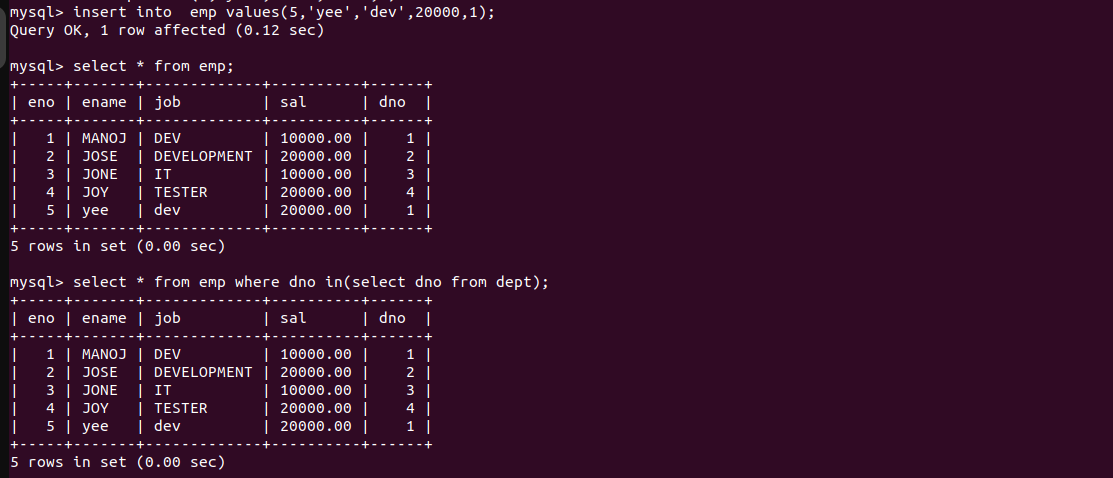 mysql> insert into  emp values(5,'yee','dev',20000,1);
Query OK, 1 row affected (0.12 sec)
mysql> select * from emp;
+-----+-------+-------------+----------+------+
| eno | ename | job         | sal      | dno  |
+-----+-------+-------------+----------+------+
|   1 | MANOJ | DEV         | 10000.00 |    1 |
|   2 | JOSE  | DEVELOPMENT | 20000.00 |    2 |
|   3 | JONE  | IT          | 10000.00 |    3 |
|   4 | JOY   | TESTER      | 20000.00 |    4 |
|   5 | yee   | dev         | 20000.00 |    1 |
+-----+-------+-------------+----------+------+
5 rows in set (0.00 sec)
mysql> select * from emp where dno in(select dno from dept);
+-----+-------+-------------+----------+------+
| eno | ename | job         | sal      | dno  |
+-----+-------+-------------+----------+------+
|   1 | MANOJ | DEV         | 10000.00 |    1 |
|   2 | JOSE  | DEVELOPMENT | 20000.00 |    2 |
|   3 | JONE  | IT          | 10000.00 |    3 |
|   4 | JOY   | TESTER      | 20000.00 |    4 |
|   5 | yee   | dev         | 20000.00 |    1 |
+-----+-------+-------------+----------+------+
5 rows in set (0.00 sec)